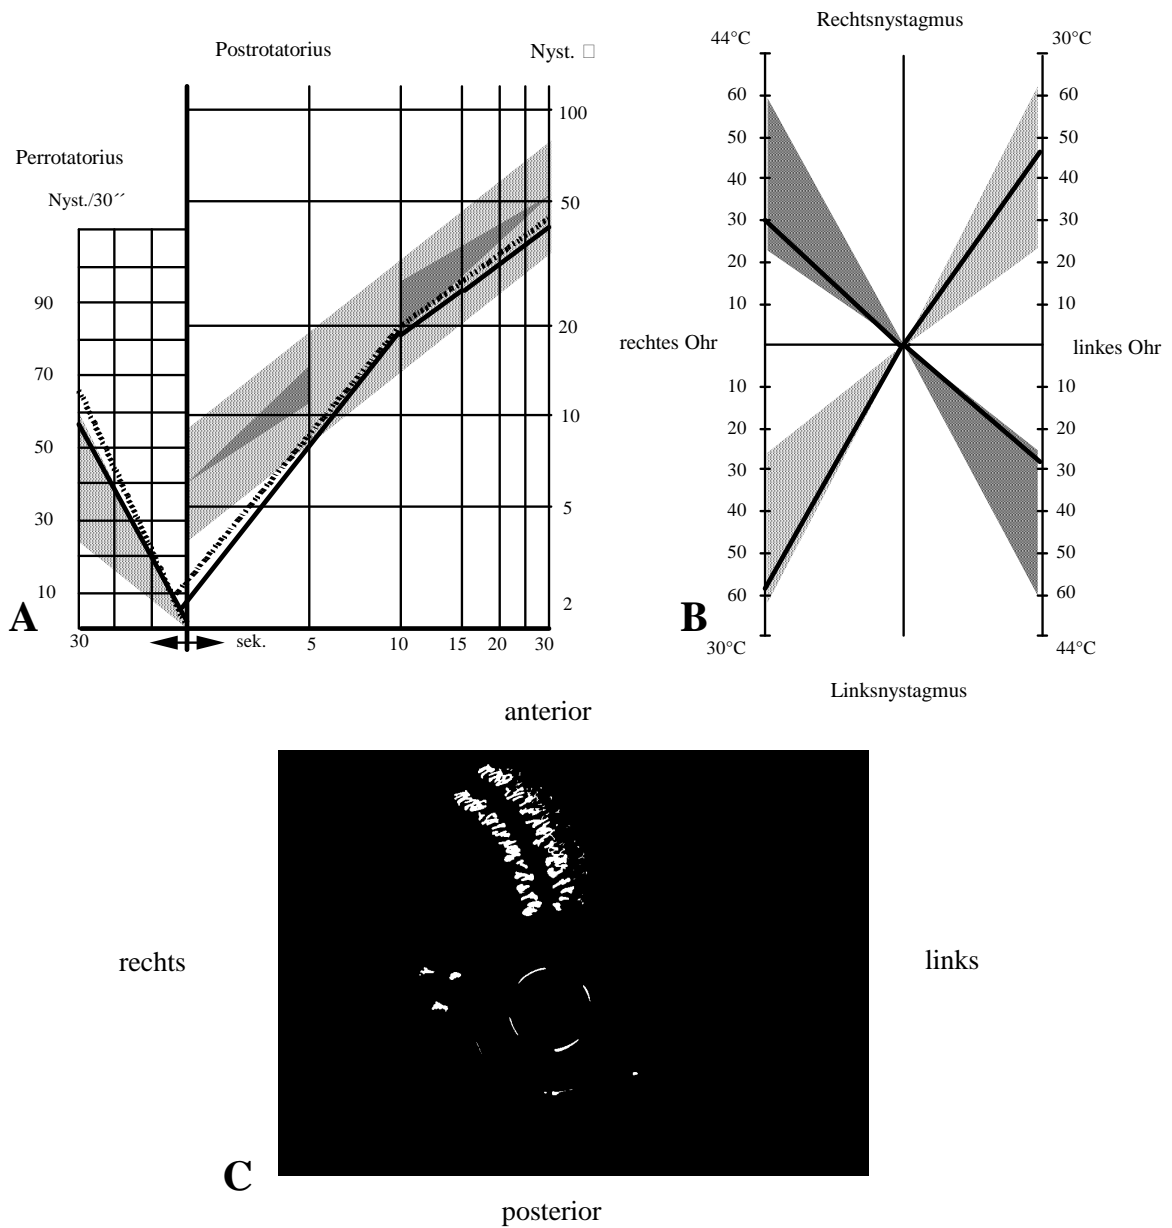 Postrotatorius
Nyst. □
Perrotatorius
Nyst./30´´
100
50
20
10
5
2
90
70
50
30
10
A
30
sek.
5
10
15
20
30
Rechtsnystagmus
44°C
30°C
60
50
40
30
20
10
60
50
40
30
20
10
rechtes Ohr
linkes Ohr
10
20
30
40
50
60
10
20
30
40
50
60
B
30°C
44°C
Linksnystagmus
anterior
rechts
links
C
posterior